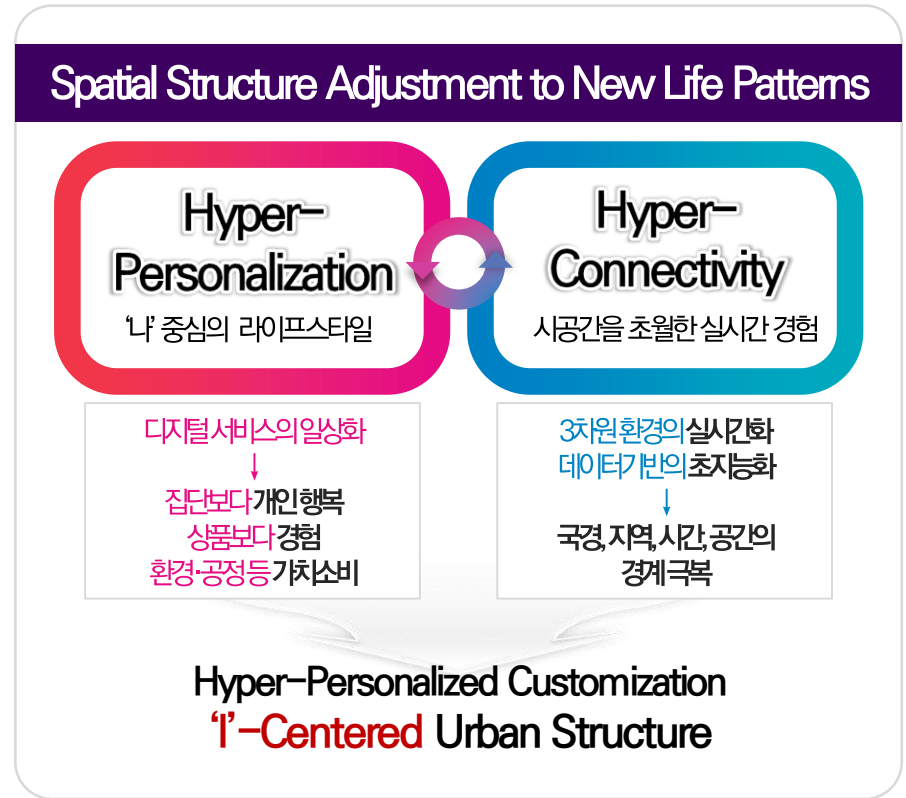 Spatial Structure Adjustment to New Life Patterns
Hyper-
Personalization
'나' 중심의 라이프스타일
Hyper-
Connectivity
시공간을 초월한 실시간 경험
디지털 서비스의 일상화
↓
집단보다 개인 행복
상품보다 경험
환경·공정 등 가치소비
3차원 환경의 실시간화
데이터기반의 초지능화
↓
국경, 지역, 시간, 공간의
경계 극복
Hyper-Personalized Customization
'I'-Centered Urban Structure